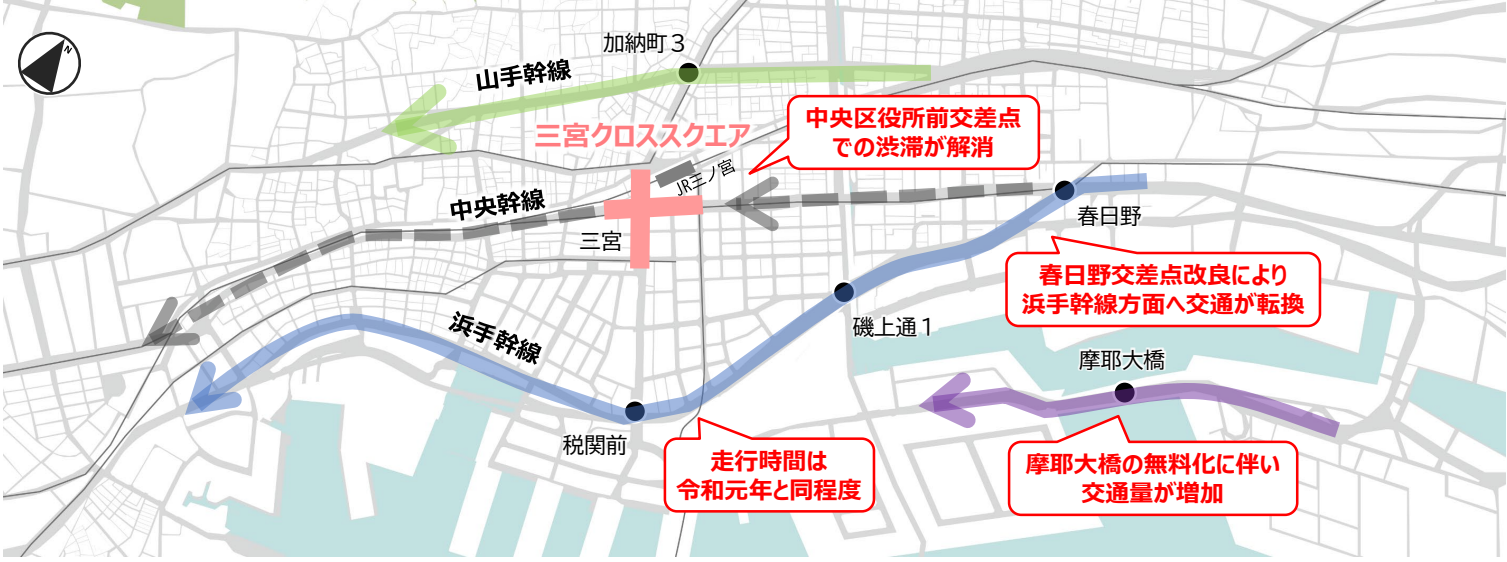 N
加納町3
山手幹線
三宮クロススクエア
中央区役所前交差点
での渋滞が解消
JR三ノ宮
中央幹線
三宮
春日野
春日野交差点改良により
浜手幹線方面へ交通が転換
磯上通1
浜手幹線
摩耶大橋
税関前
走行時間は
令和元年と同程度
摩耶大橋の無料化に伴い
交通量が増加